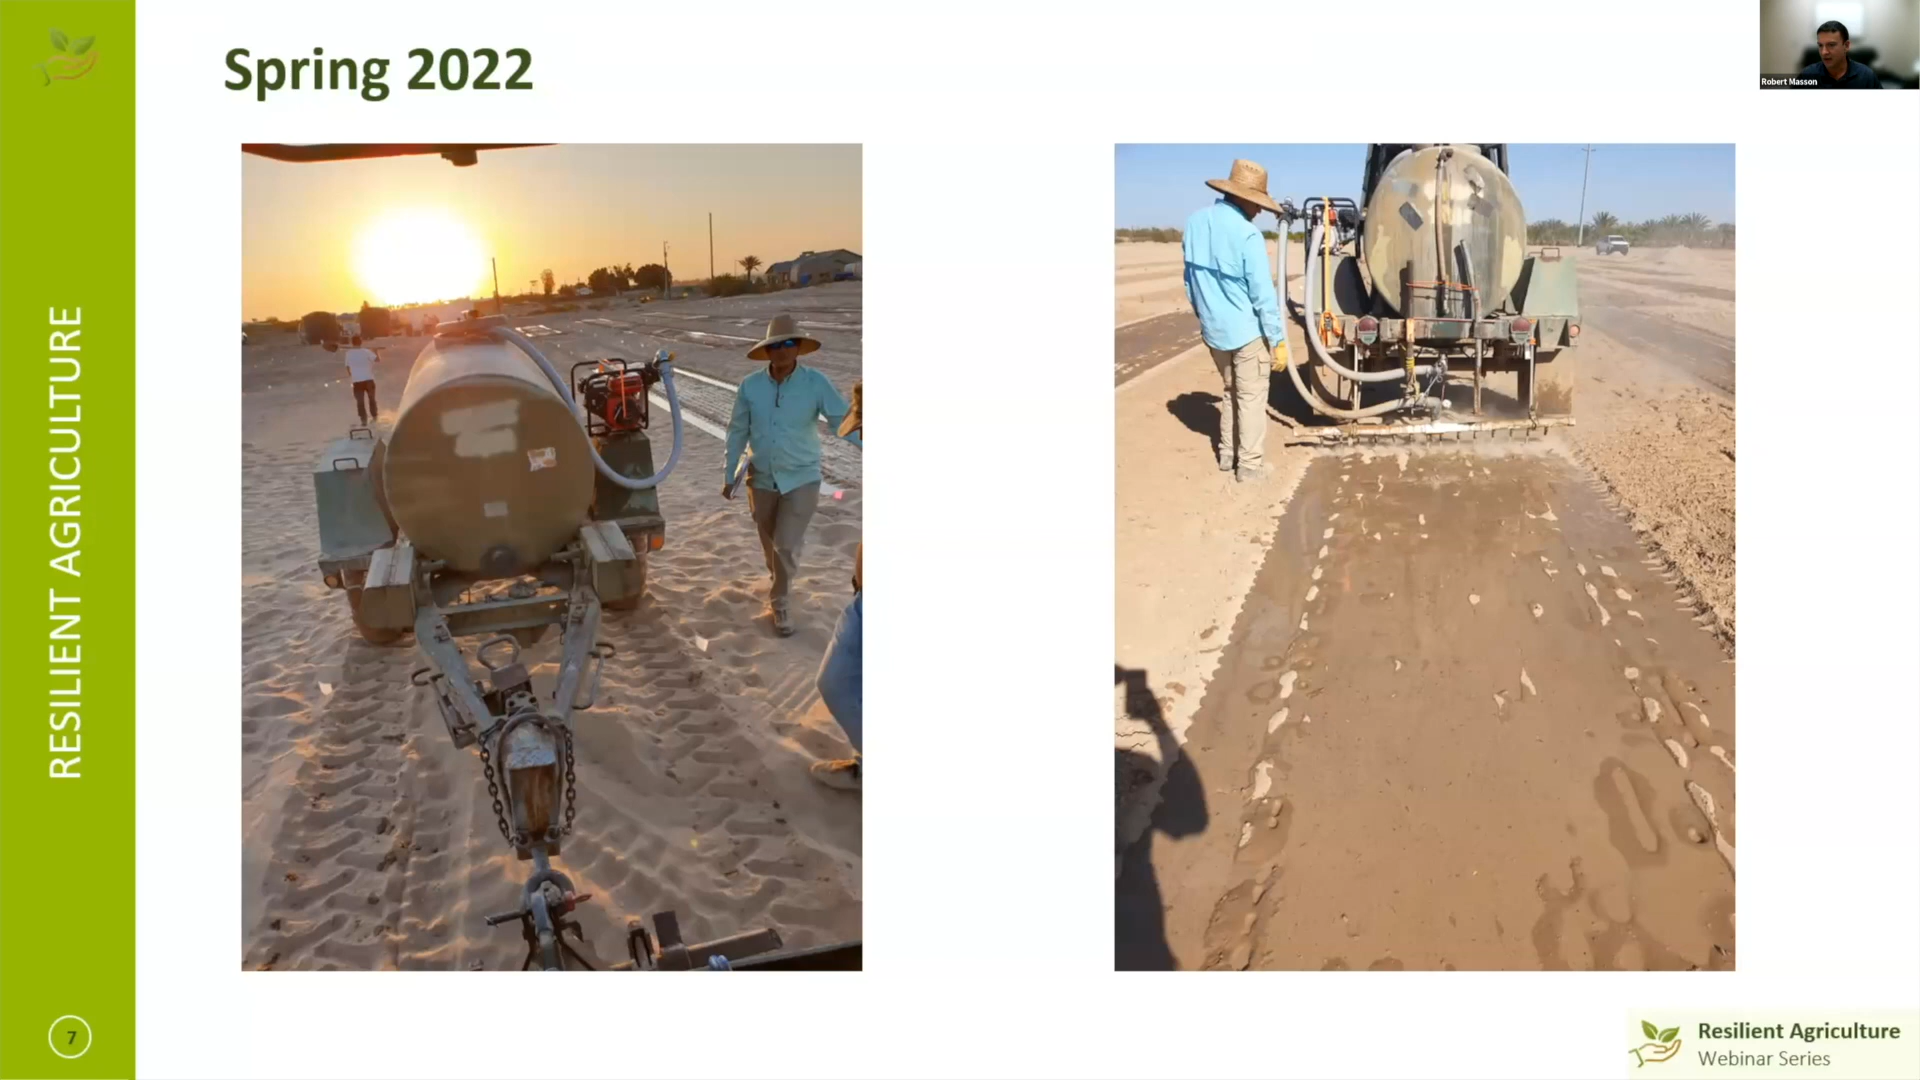 Spring 2022
Robert Masson
RESILIENT AGRICULTURE
7
Resilient Agriculture
Webinar Series